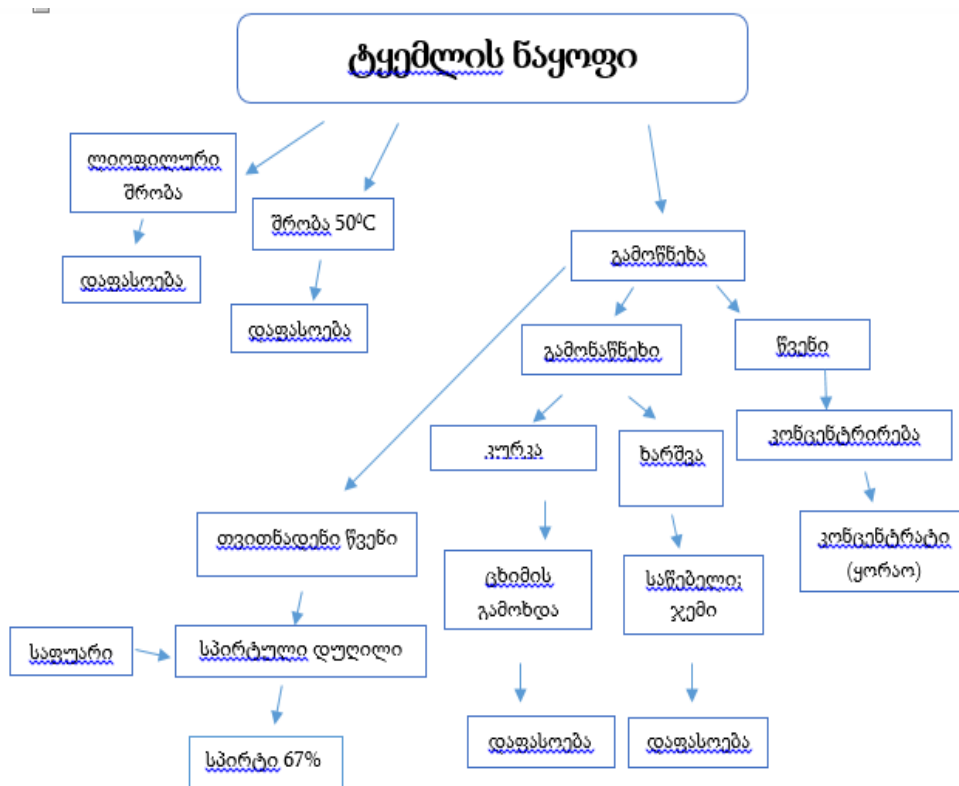 ტყემლის ნაყოფი
ლიოფილური
შრობა
შრობა 50⁰C
დაფასოება
დაფასოება
გამოწნეხა
გამონაწნეხი
წვენი
კურკა
ხარშვა
კონცენტრირება
თვითნადენი წვენი
ცხიმის
გამოხდა
საწებელი;
ჯემი
კონცენტრატი
(ყორაო)
საფუარი
სპირტული დუღილი
სპირტი 67%
დაფასოება
დაფასოება